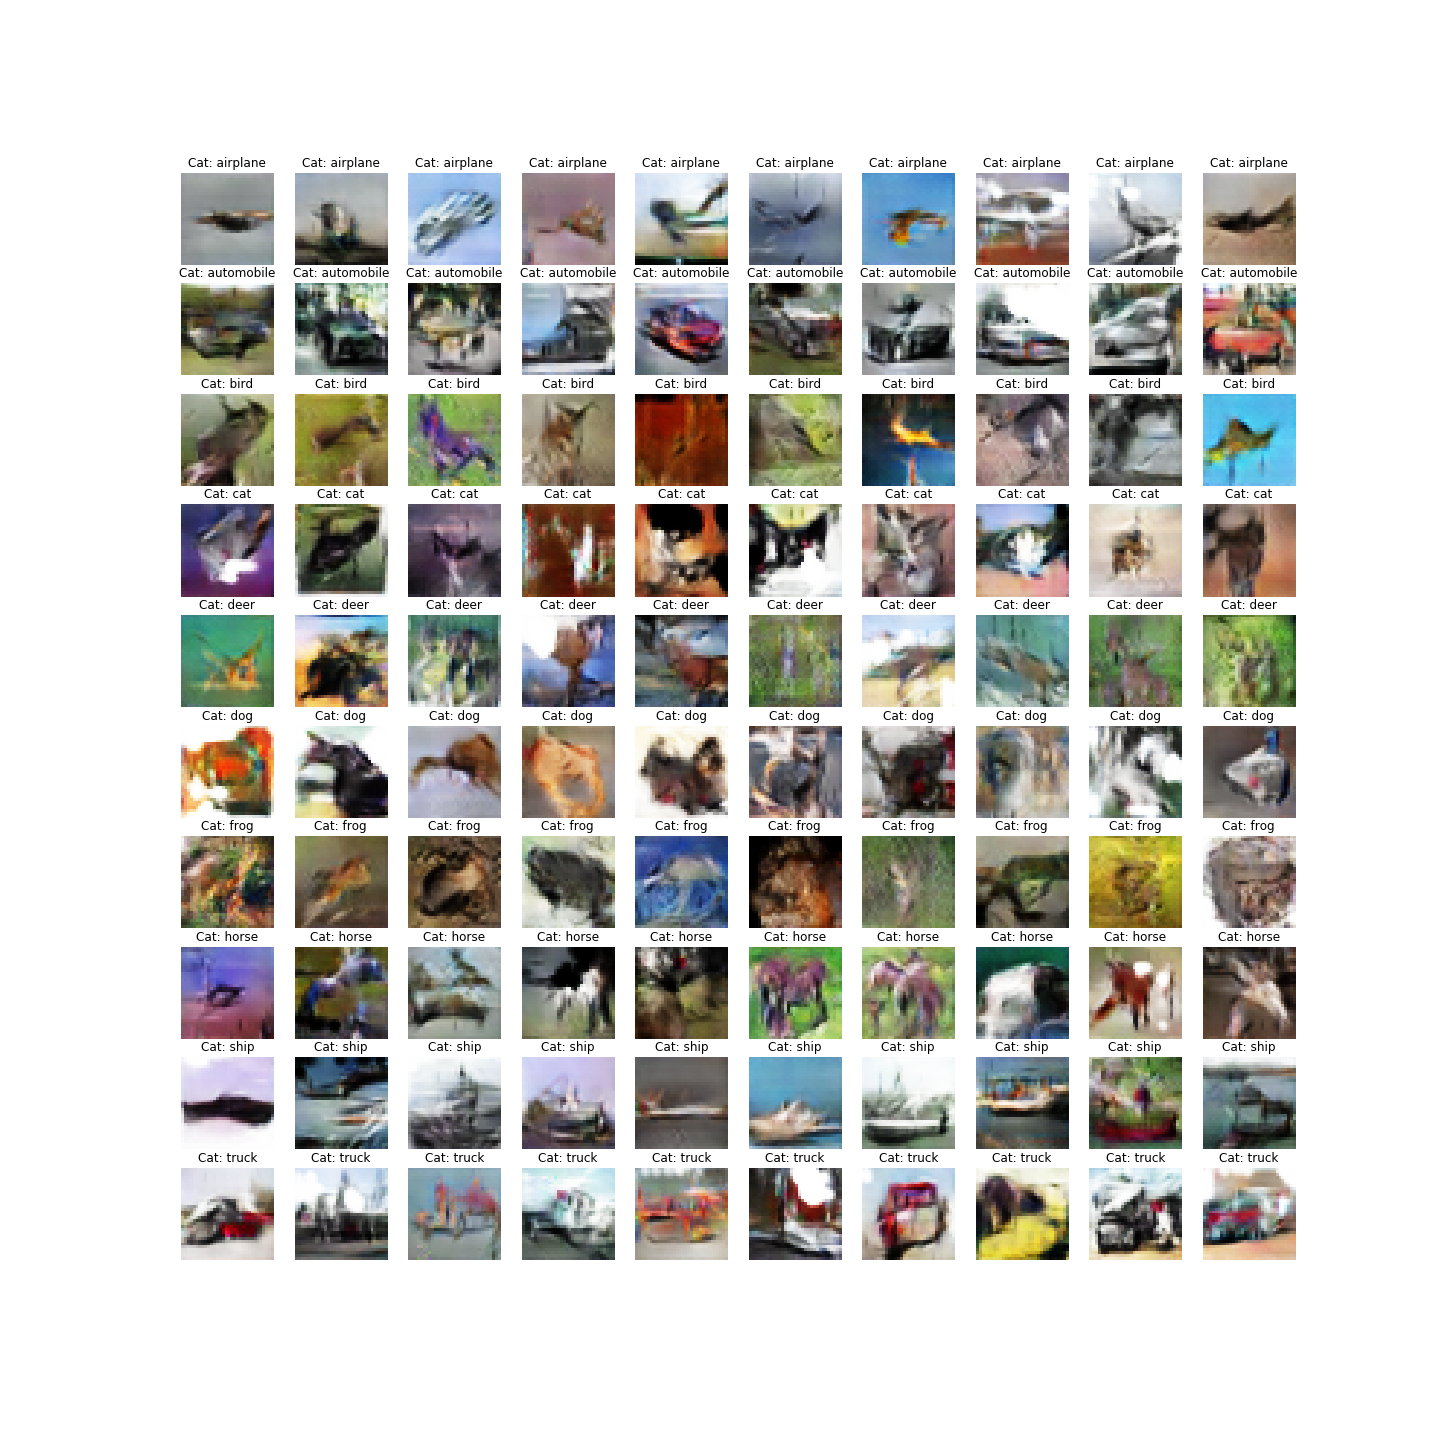 Cat: airplane Cat: airplane Cat: airplane Cat: airplane Cat: airplane Cat: airplane Cat: airplane Cat: airplane Cat: airplane Cat: airplane
Cat: automobile Cat: automobile Cat: automobile Cat: automobile Cat: automobile Cat: automobile Cat: automobile Cat: automobile Cat: automobile Cat: automobile
Cat: bird Cat: bird Cat: bird Cat: bird Cat: bird Cat: bird Cat: bird Cat: bird Cat: bird Cat: bird
Cat: cat Cat: cat Cat: cat Cat: cat Cat: cat Cat: cat Cat: cat Cat: cat Cat: cat Cat: cat
Cat: deer Cat: deer Cat: deer Cat: deer Cat: deer Cat: deer Cat: deer Cat: deer Cat: deer Cat: deer
Cat: dog Cat: dog Cat: dog Cat: dog Cat: dog Cat: dog Cat: dog Cat: dog Cat: dog Cat: dog
Cat: frog Cat: frog Cat: frog Cat: frog Cat: frog Cat: frog Cat: frog Cat: frog Cat: frog Cat: frog
Cat: horse Cat: horse Cat: horse Cat: horse Cat: horse Cat: horse Cat: horse Cat: horse Cat: horse Cat: horse
Cat: ship Cat: ship Cat: ship Cat: ship Cat: ship Cat: ship Cat: ship Cat: ship Cat: ship Cat: ship
Cat: truck Cat: truck Cat: truck Cat: truck Cat: truck Cat: truck Cat: truck Cat: truck Cat: truck Cat: truck